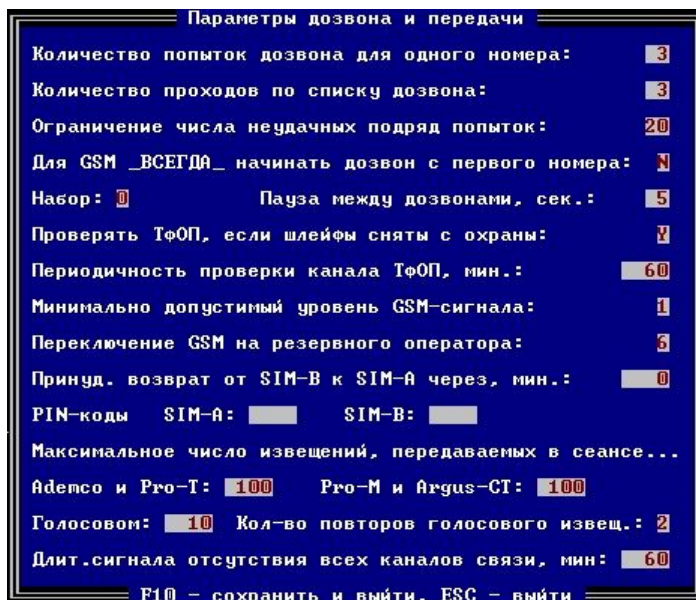 Параметры дозвона и передачи
Количество попыток дозвона для одного номера: 3
Количество проходов по списку дозвона: 3
Ограничение числа неудачных подряд попыток: 20
Для GSM _ВСЕГДА_ начинать дозвон с первого номера: N
Набор: 0 Пауза между дозвонами, сек.: 5
Проверять ТфОП, если шлейфы сняты с охраны: Y
Периодичность проверки канала ТфОП, мин.: 60
Минимально допустимый уровень GSM-сигнала: 1
Переключение GSM на резервного оператора: 6
Принуд. возврат от SIM-B к SIM-A через, мин.: 0
PIN-коды SIM-A: SIM-B:
Максимальное число извещений, передаваемых в сеансе...
Ademco и Pro-T: 100 Pro-M и Argus-CT: 100
Голосовом: 10 Кол-во повторов голосового извещ.: 2
Длит.сигнала отсутствия всех каналов связи, мин: 60
F10 - сохранить и выйти, ESC - выйти